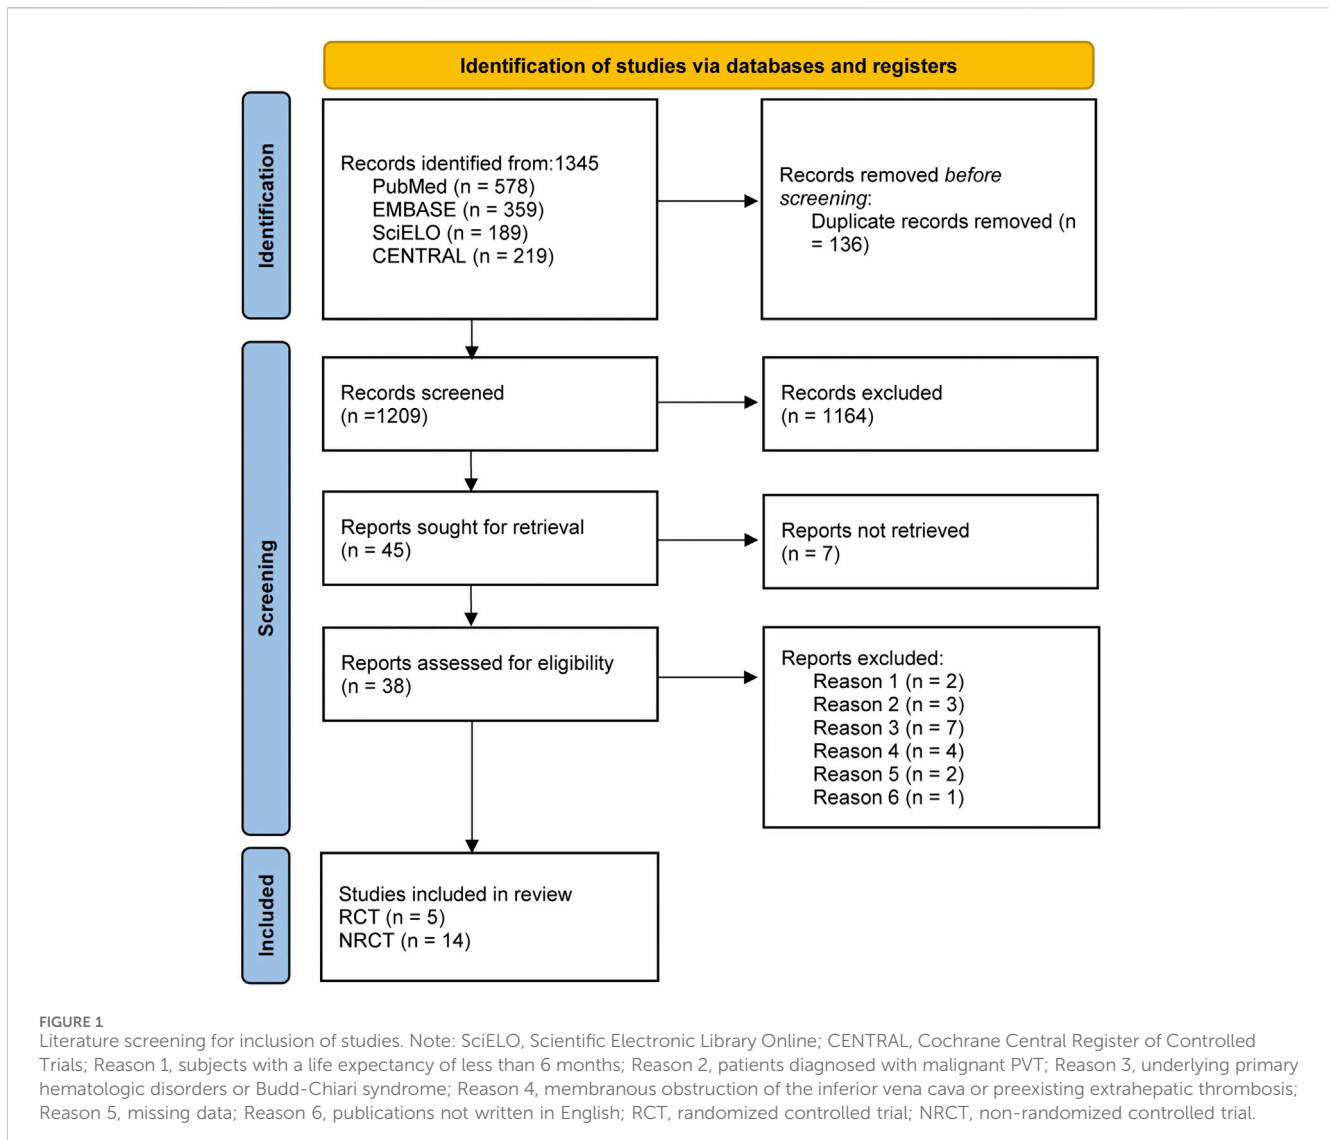 Identification of studies via databases and registers
Identification
Records identified from:1345
PubMed (n = 578)
EMBASE (n = 359)
SciELO (n = 189)
CENTRAL (n = 219)
Records removed before
screening:
Duplicate records removed (n
= 136)
Screening
Records screened
(n =1209)
Records excluded
(n = 1164)
Reports sought for retrieval
(n = 45)
Reports not retrieved
(n = 7)
Reports assessed for eligibility
(n = 38)
Reports excluded:
Reason 1 (n = 2)
Reason 2 (n = 3)
Reason 3 (n = 7)
Reason 4 (n = 4)
Reason 5 (n = 2)
Reason 6 (n = 1)
Included
Studies included in review
RCT (n = 5)
NRCT (n = 14)
FIGURE 1
Literature screening for inclusion of studies. Note: SciELO, Scientific Electronic Library Online; CENTRAL, Cochrane Central Register of Controlled
Trials; Reason 1, subjects with a life expectancy of less than 6 months; Reason 2, patients diagnosed with malignant PVT; Reason 3, underlying primary
hematologic disorders or Budd-Chiari syndrome; Reason 4, membranous obstruction of the inferior vena cava or preexisting extrahepatic thrombosis;
Reason 5, missing data; Reason 6, publications not written in English; RCT, randomized controlled trial; NRCT, non-randomized controlled trial.